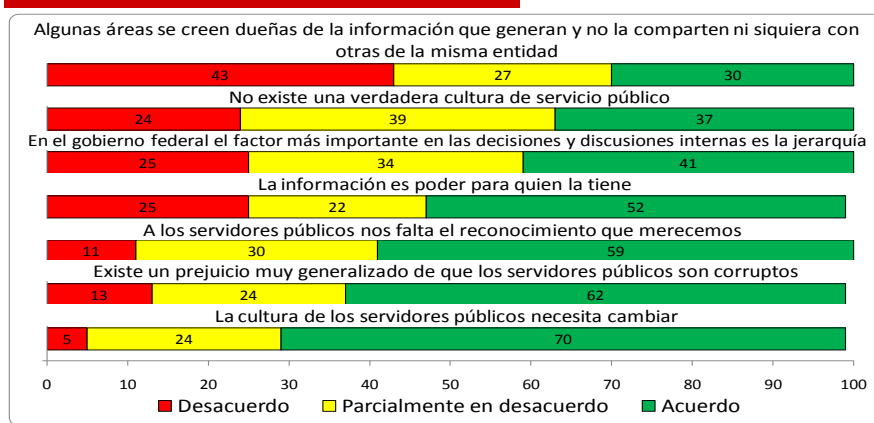 Algunas áreas se creen dueñas de la información que generan y no la comparten ni siquiera con
otras de la misma entidad
43 27 30
No existe una verdadera cultura de servicio público
24 39 37
En el gobierno federal el factor más importante en las decisiones y discusiones internas es la jerarquía
25 34 41
La información es poder para quien la tiene
25 22 52
A los servidores públicos nos falta el reconocimiento que merecemos
11 30 59
Existe un prejuicio muy generalizado de que los servidores públicos son corruptos
13 24 62
La cultura de los servidores públicos necesita cambiar
5 24 70
0 10 20 30 40 50 60 70 80 90 100
Desacuerdo Parcialmente en desacuerdo Acuerdo